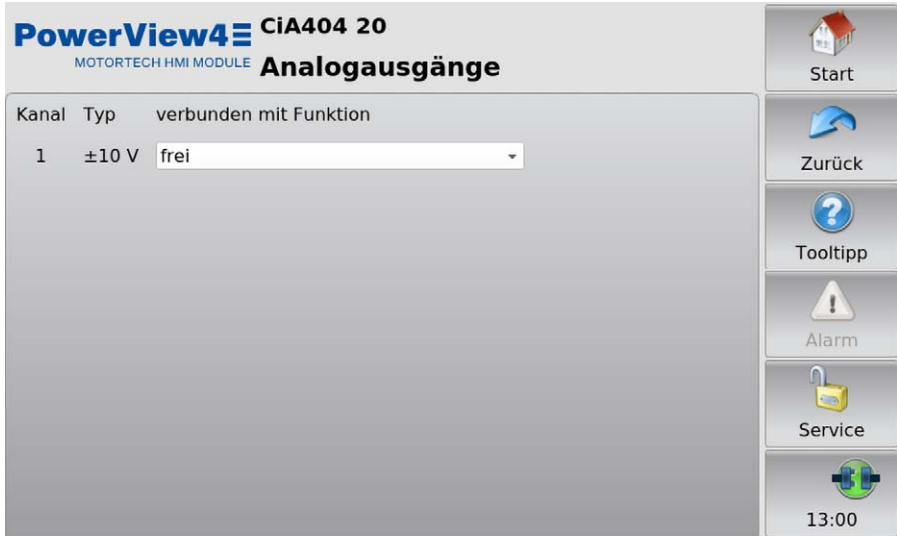 PowerView4
MOTORTECH HMI MODULE
CiA404 20
Analogausgänge
Kanal Typ verbunden mit Funktion
1 ±10 V frei
Start
Zurück
Tooltipp
Alarm
Service
13:00